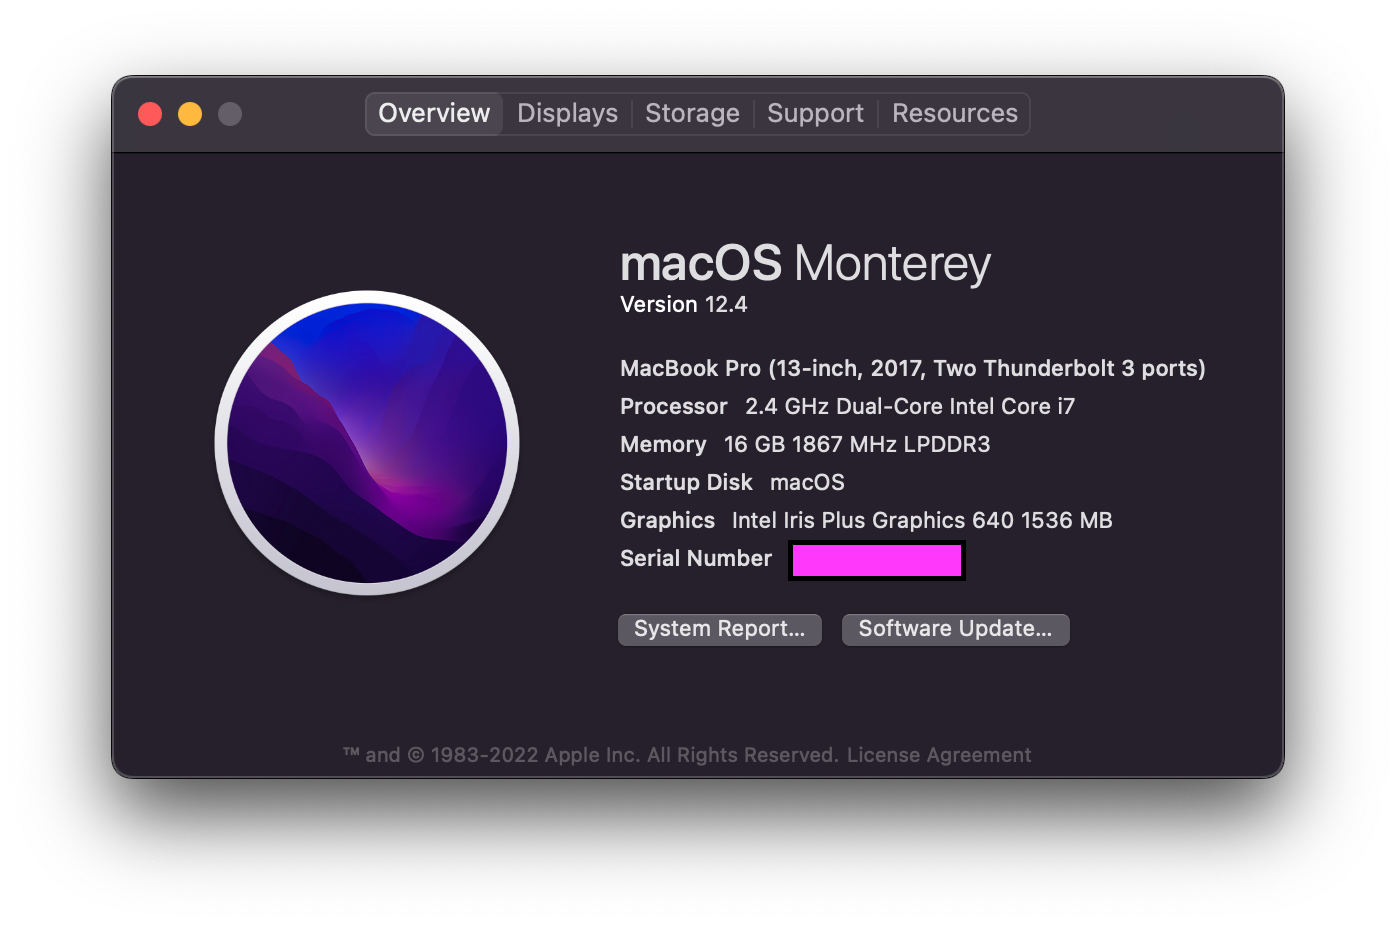 Overview Displays Storage Support Resources
macOS Monterey
Version 12.4
MacBook Pro (13-inch, 2017, Two Thunderbolt 3 ports)
Processor 2.4 GHz Dual-Core Intel Core i7
Memory 16 GB 1867 MHz LPDDR3
Startup Disk macOS
Graphics Intel Iris Plus Graphics 640 1536 MB
Serial Number
System Report... Software Update...
™ and © 1983-2022 Apple Inc. All Rights Reserved. License Agreement